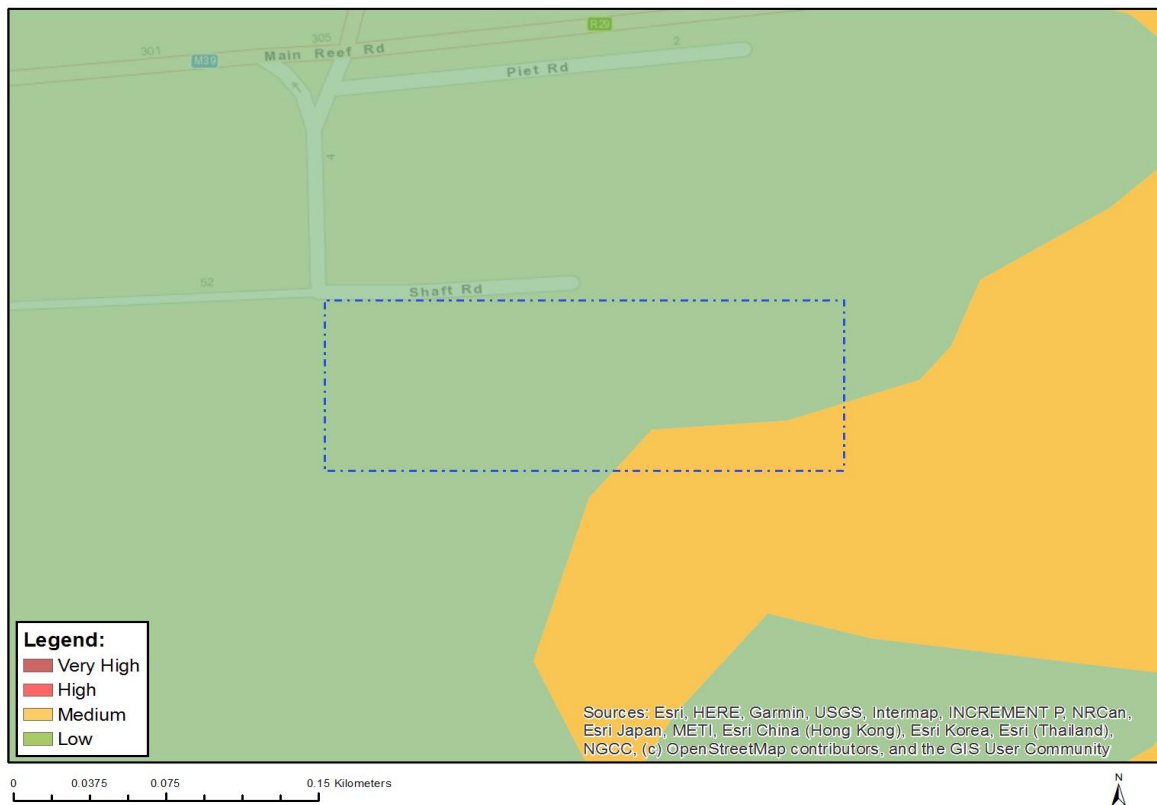 305
R29
301
Main Reef Rd
2
M39
Piet Rd
4
52
Shaft Rd
Legend:
Very High
High
Medium
Low
Sources: Esri, HERE, Garmin, USGS, Intermap, INCREMENT P, NRCan,
Esri Japan, METI, Esri China (Hong Kong), Esri Korea, Esri (Thailand),
NGCC, (c) OpenStreetMap contributors, and the GIS User Community
0 0.0375 0.075 0.15 Kilometers
N